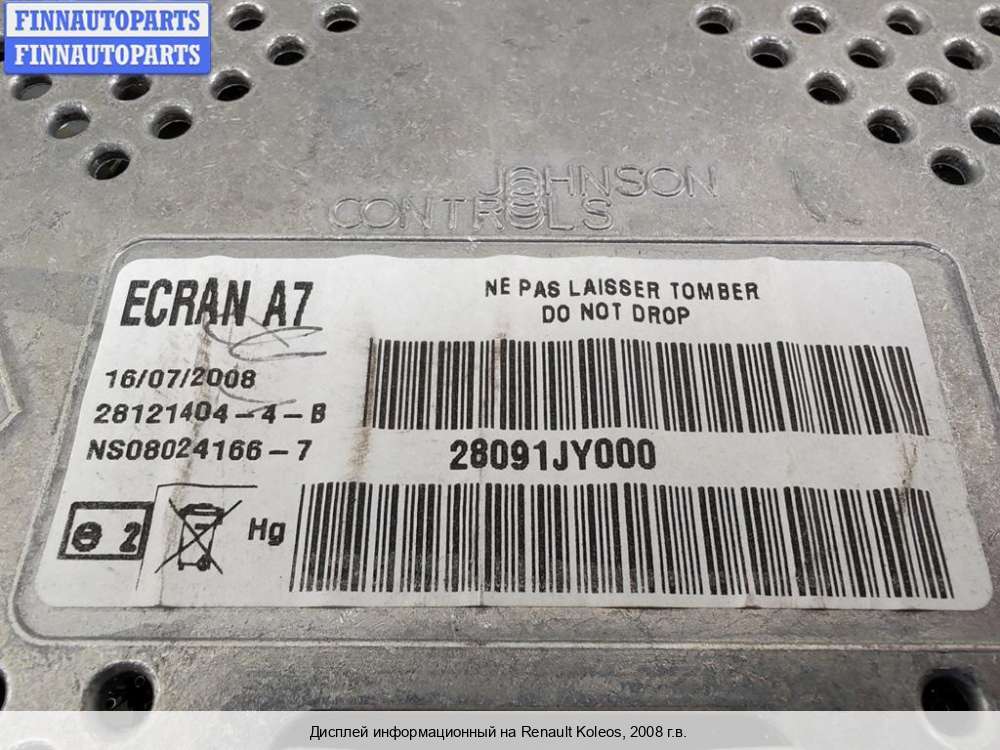 FINNAUTOPARTS
FINNAUTOPARTS
JOHNSON
CONTROLS
ECRAN A7
NE PAS LAISSER TOMBER
DO NOT DROP
16/07/2008
28121404-4-B
NS08024166-7
28091JY000
e 2
Hg
Дисплей информационный на Renault Koleos, 2008 г.в.